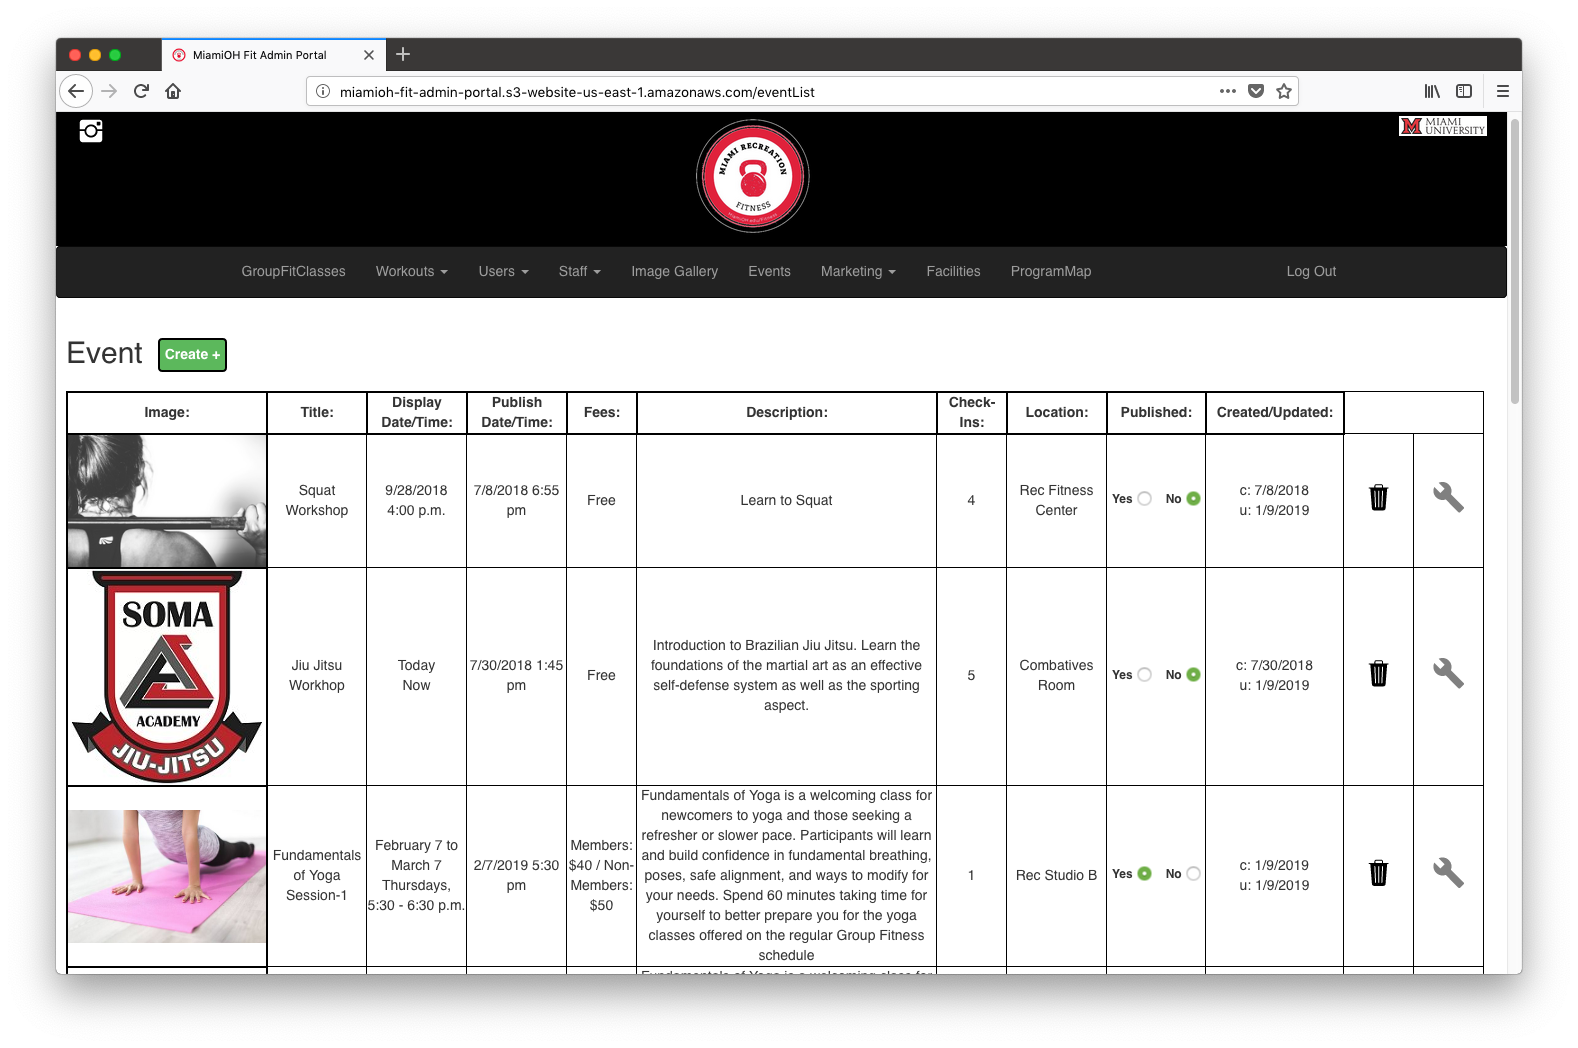 MiamiOH Fit Admin Portal
miamioh-fit-admin-portal.s3-website-us-east-1.amazonaws.com/eventList
MIAMI RECREATION
FITNESS
M MIAMI
UNIVERSITY
GroupFitClasses Workouts Users Staff Image Gallery Events Marketing Facilities ProgramMap Log Out
Event Create +
Image: Title: Display Date/Time: Publish Date/Time: Fees: Description: Check-Ins: Location: Published: Created/Updated:
Squat
Workshop
9/28/2018
4:00 p.m.
7/8/2018 6:55
pm
Free
Learn to Squat
4
Rec Fitness
Center
Yes No
c: 7/8/2018
u: 1/9/2019
SOMA
ACADEMY
JIU-JITSU
Jiu Jitsu
Workhop
Today
Now
7/30/2018 1:45
pm
Free
Introduction to Brazilian Jiu Jitsu. Learn the
foundations of the martial art as an effective
self-defense system as well as the sporting
aspect.
5
Combatives
Room
Yes No
c: 7/30/2018
u: 1/9/2019
Fundamentals
of Yoga
Session-1
February 7 to
March 7
Thursdays,
5:30 - 6:30 p.m.
2/7/2019 5:30
pm
Members:
$40 / Non-
Members:
$50
Fundamentals of Yoga is a welcoming class for
newcomers to yoga and those seeking a
refresher or slower pace. Participants will learn
and build confidence in fundamental breathing,
poses, safe alignment, and ways to modify for
your needs. Spend 60 minutes taking time for
yourself to better prepare you for the yoga
classes offered on the regular Group Fitness
schedule
1
Rec Studio B
Yes No
c: 1/9/2019
u: 1/9/2019